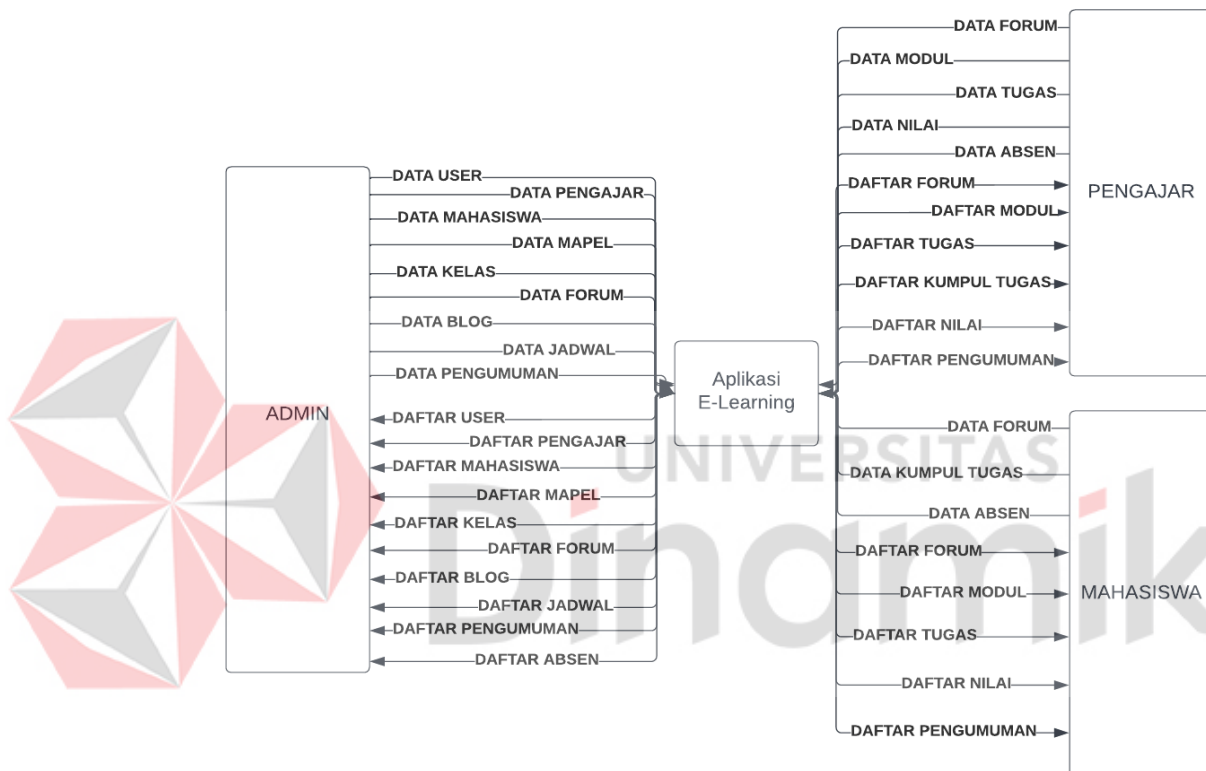 DATA USER
DATA PENGAJAR
DATA MAHASISWA
DATA MAPEL
DATA KELAS
DATA FORUM
DATA BLOG
DATA JADWAL
DATA PENGUMUMAN
ADMIN
DAFTAR USER
DAFTAR PENGAJAR
DAFTAR MAHASISWA
DAFTAR MAPEL
DAFTAR KELAS
DAFTAR FORUM
DAFTAR BLOG
DAFTAR JADWAL
DAFTAR PENGUMUMAN
DAFTAR ABSEN
Aplikasi
E-Learning
DATA FORUM
DATA MODUL
DATA TUGAS
DATA NILAI
DATA ABSEN
DAFTAR FORUM
PENGAJAR
DAFTAR MODUL
DAFTAR TUGAS
DAFTAR KUMPUL TUGAS
DAFTAR NILAI
DAFTAR PENGUMUMAN
DATA FORUM
DATA KUMPUL TUGAS
DATA ABSEN
DAFTAR FORUM
DAFTAR MODUL
MAHASISWA
DAFTAR TUGAS
DAFTAR NILAI
DAFTAR PENGUMUMAN
UNIVERSITAS
Dinamik